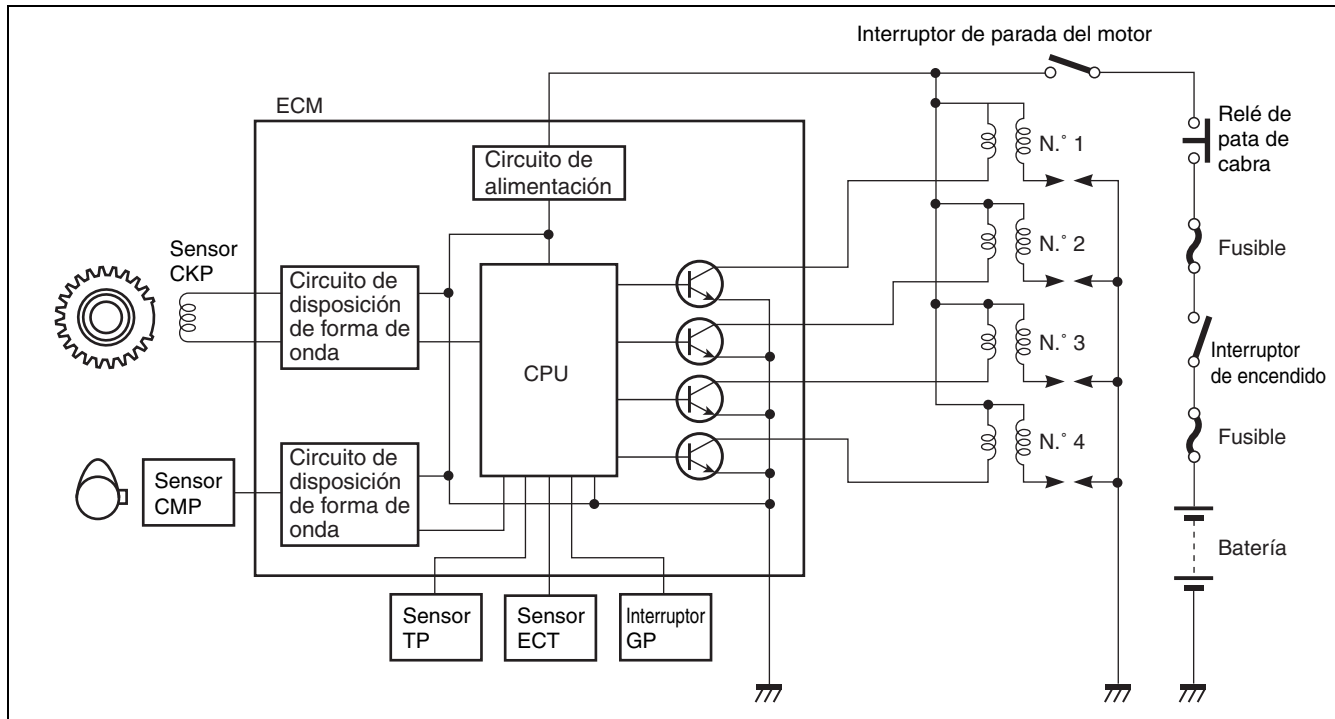 Interruptor de parada del motor
ECM
Relé de
pata de
cabra
Circuito de
alimentación
N.° 1
Sensor
CKP
N.° 2
Fusible
Circuito de
disposición
de forma de
onda
CPU
N.° 3
Interruptor
de encendido
N.° 4
Fusible
Sensor
CMP
Circuito de
disposición
de forma de
onda
Batería
Sensor
TP
Sensor
ECT
Interruptor
GP